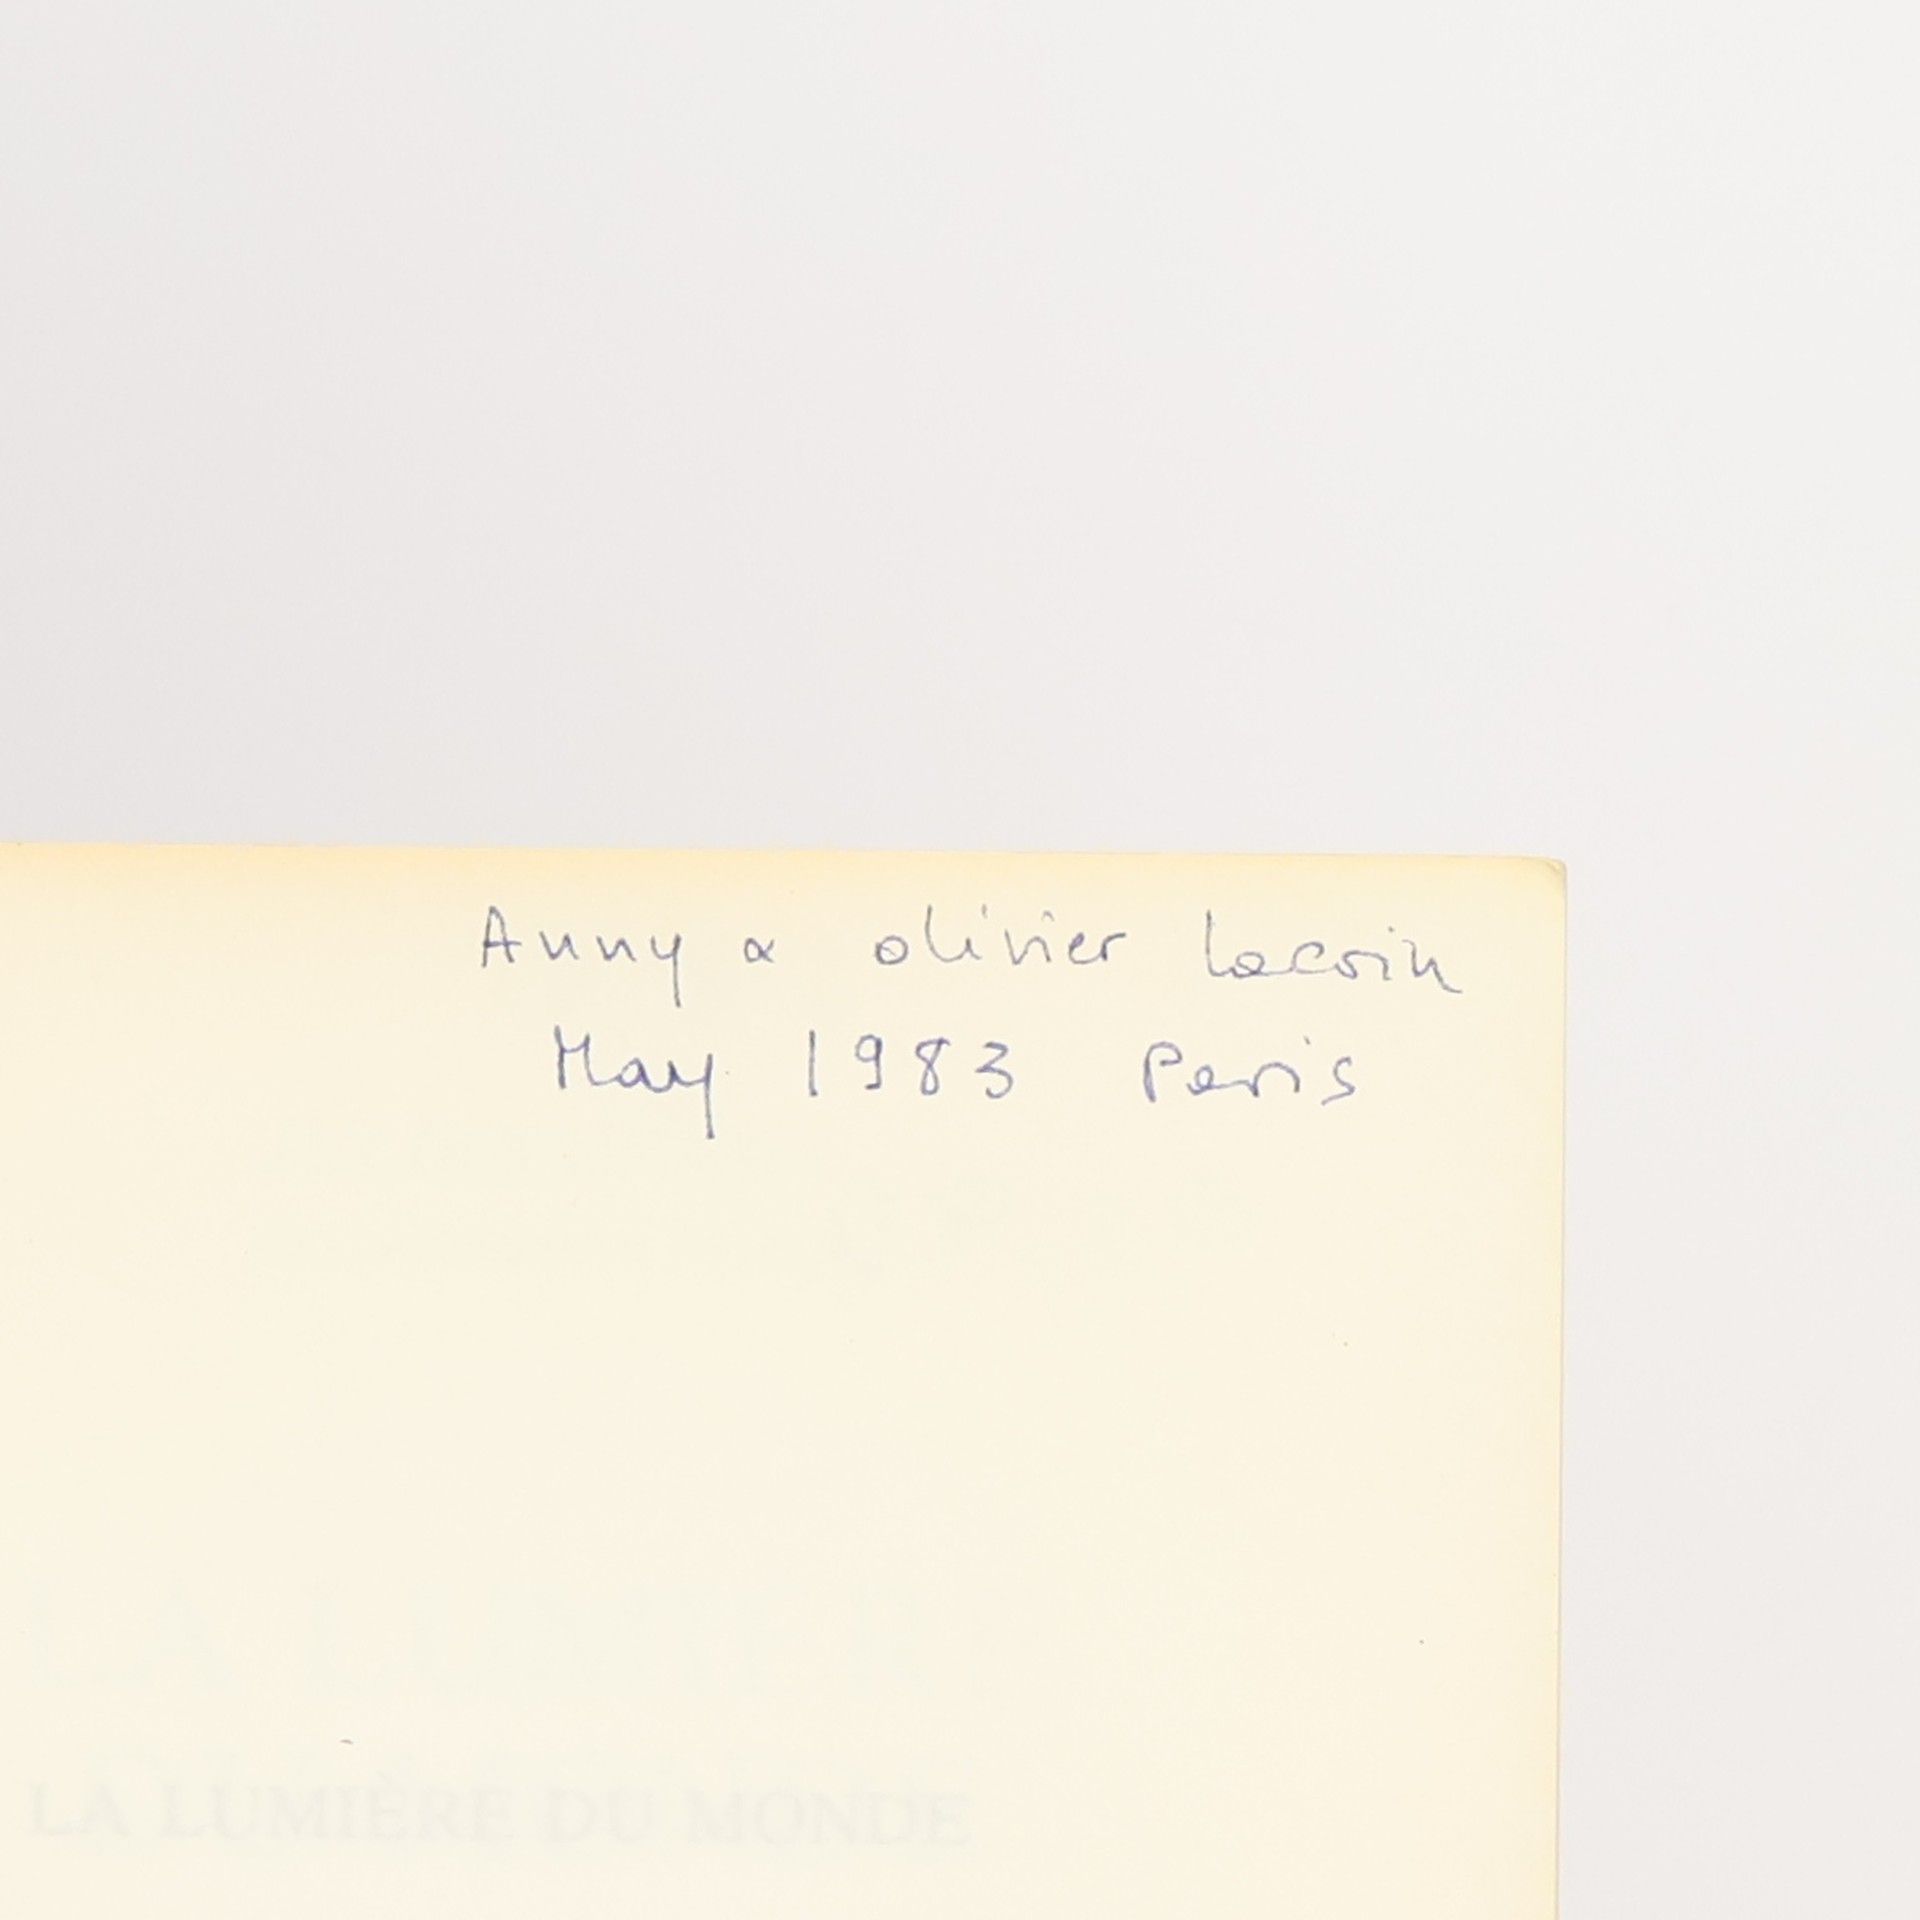 Anny & olivier Lacoin
May 1983 Paris
LA LUMIÈRE DU MONDE